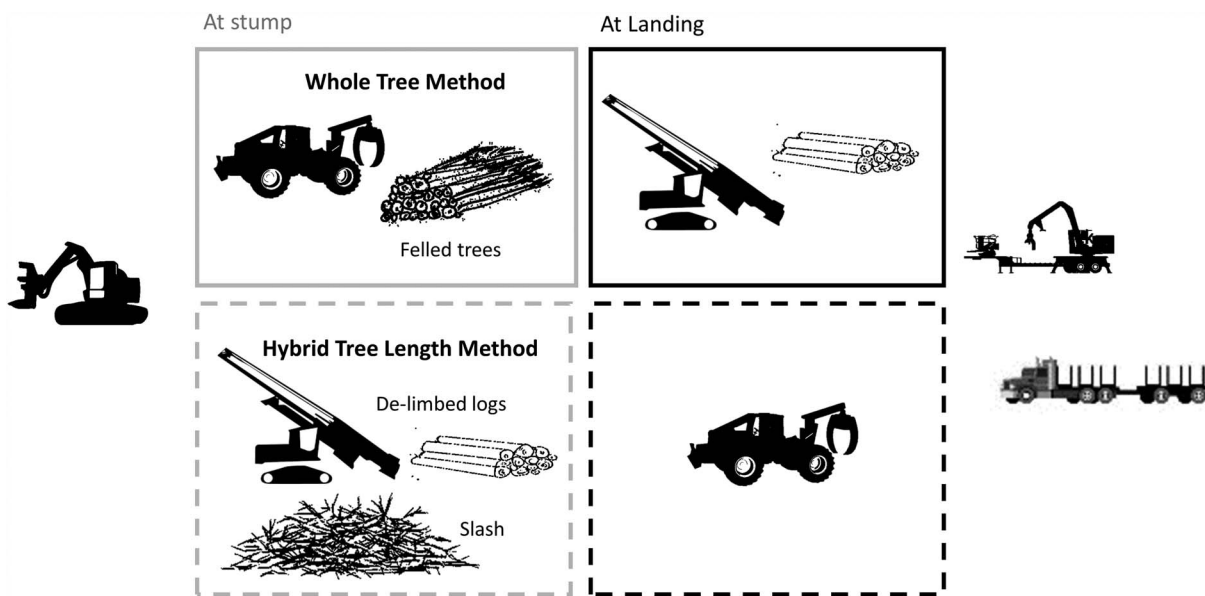 At stump
At Landing
Whole Tree Method
Felled trees
Hybrid Tree Length Method
De-limbed logs
Slash